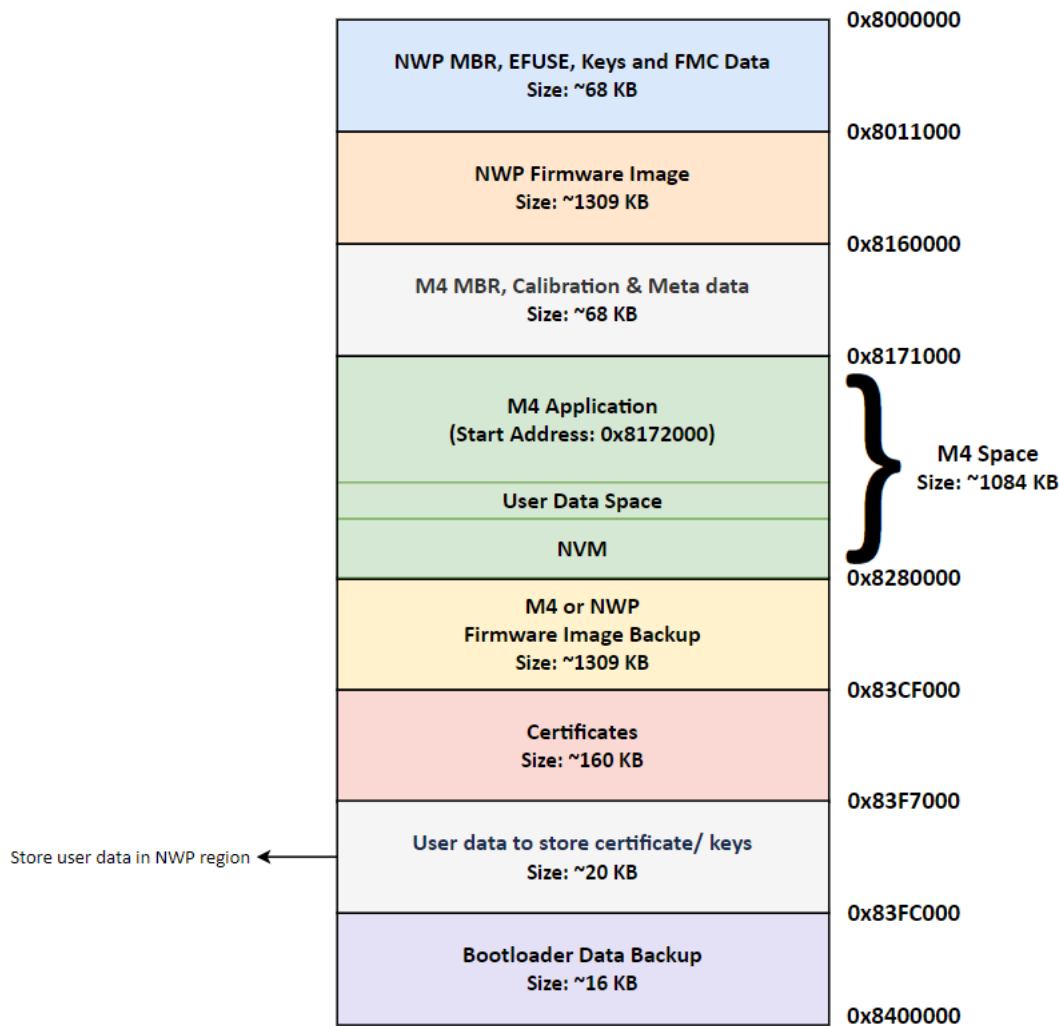 0x8000000
NWP MBR, EFUSE, Keys and FMC Data
Size: ~68 KB
0x8011000
NWP Firmware Image
Size: ~1309 KB
0x8160000
M4 MBR, Calibration & Meta data
Size: ~68 KB
0x8171000
M4 Application
(Start Address: 0x8172000)
User Data Space
NVM
M4 Space
Size: ~1084 KB
0x8280000
M4 or NWP
Firmware Image Backup
Size: ~1309 KB
0x83CF000
Certificates
Size: ~160 KB
0x83F7000
Store user data in NWP region
User data to store certificate/ keys
Size: ~20 KB
0x83FC000
Bootloader Data Backup
Size: ~16 KB
0x8400000